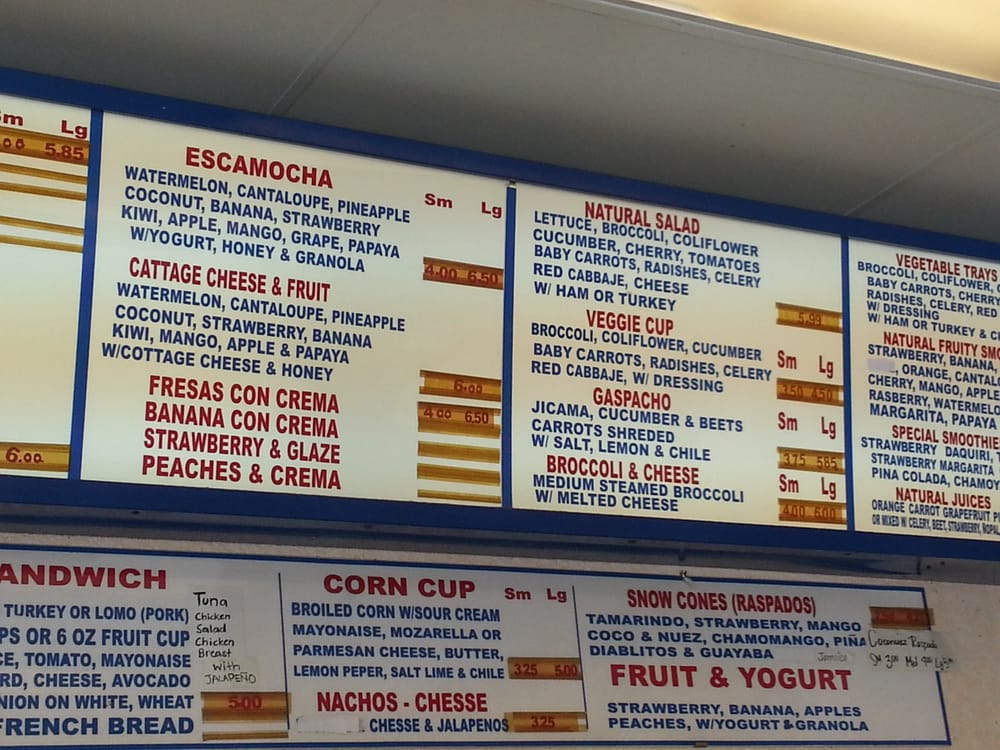 Sm Lg
5.85
6.00
ESCAMOCHA
WATERMELON, CANTALOUPE, PINEAPPLE
COCONUT, BANANA, STRAWBERRY
KIWI, APPLE, MANGO, GRAPE, PAPAYA
W/YOGURT, HONEY & GRANOLA
Sm Lg
4.00 6.50
CATTAGE CHEESE & FRUIT
WATERMELON, CANTALOUPE, PINEAPPLE
COCONUT, STRAWBERRY, BANANA
KIWI, MANGO, APPLE & PAPAYA
W/COTTAGE CHEESE & HONEY
6.00
FRESAS CON CREMA
4.00 6.50
BANANA CON CREMA
STRAWBERRY & GLAZE
PEACHES & CREMA
NATURAL SALAD
LETTUCE, BROCCOLI, COLIFLOWER
CUCUMBER, CHERRY, TOMATOES
BABY CARROTS, RADISHES, CELERY
RED CABBAJE, CHEESE
W/ HAM OR TURKEY
5.99
VEGGIE CUP
BROCCOLI, COLIFLOWER, CUCUMBER
BABY CARROTS, RADISHES, CELERY
RED CABBAJE, W/ DRESSING
Sm Lg
3.50 4.50
GASPACHO
JICAMA, CUCUMBER & BEETS
CARROTS SHREDED
W/ SALT, LEMON & CHILE
Sm Lg
3.75 5.85
BROCCOLI & CHEESE
MEDIUM STEAMED BROCCOLI
W/ MELTED CHEESE
Sm Lg
4.00 6.00
VEGETABLE TRAYS
BROCCOLI, COLIFLOWER,
BABY CARROTS, CHERRY
RADISHES, CELERY, RED
W/ DRESSING
W/ HAM OR TURKEY &
NATURAL FRUITY
STRAWBERRY, BANANA,
, ORANGE,
CHERRY, MANGO, APPLE
RASBERRY,
MARGARITA, PAPAYA
SPECIAL
STRAWBERRY DAQUIRI,
STRAWBERRY MARGARITA
PINA COLADA,
NATURAL JUICES
ORANGE CARROT GRAPEFRUIT
OR MIXED W/ CELERY, BEET, STRAWBERRY,
ANDWICH
TURKEY OR LOMO (PORK)
PS OR 6 OZ FRUIT CUP
CE, TOMATO, MAYONAISE
RD, CHEESE, AVOCADO
NION ON WHITE, WHEAT
FRENCH BREAD
Tuna
Chicken
Salad
Chicken
Breast
with
JALAPEÑO
5.00
CORN CUP
Sm Lg
BROILED CORN W/SOUR CREAM
MAYONAISE, MOZARELLA OR
PARMESAN CHEESE, BUTTER,
LEMON PEPER, SALT LIME & CHILE
3.25 5.00
NACHOS - CHESSE
CHESSE & JALAPENOS
3.25
SNOW CONES (RASPADOS)
TAMARINDO, STRAWBERRY, MANGO
COCO & NUEZ, CHAMOMANGO, PIÑA
DIABLITOS & GUAYABA
Jamaica
FRUIT & YOGURT
STRAWBERRY, BANANA, APPLES
PEACHES, W/YOGURT & GRANOLA